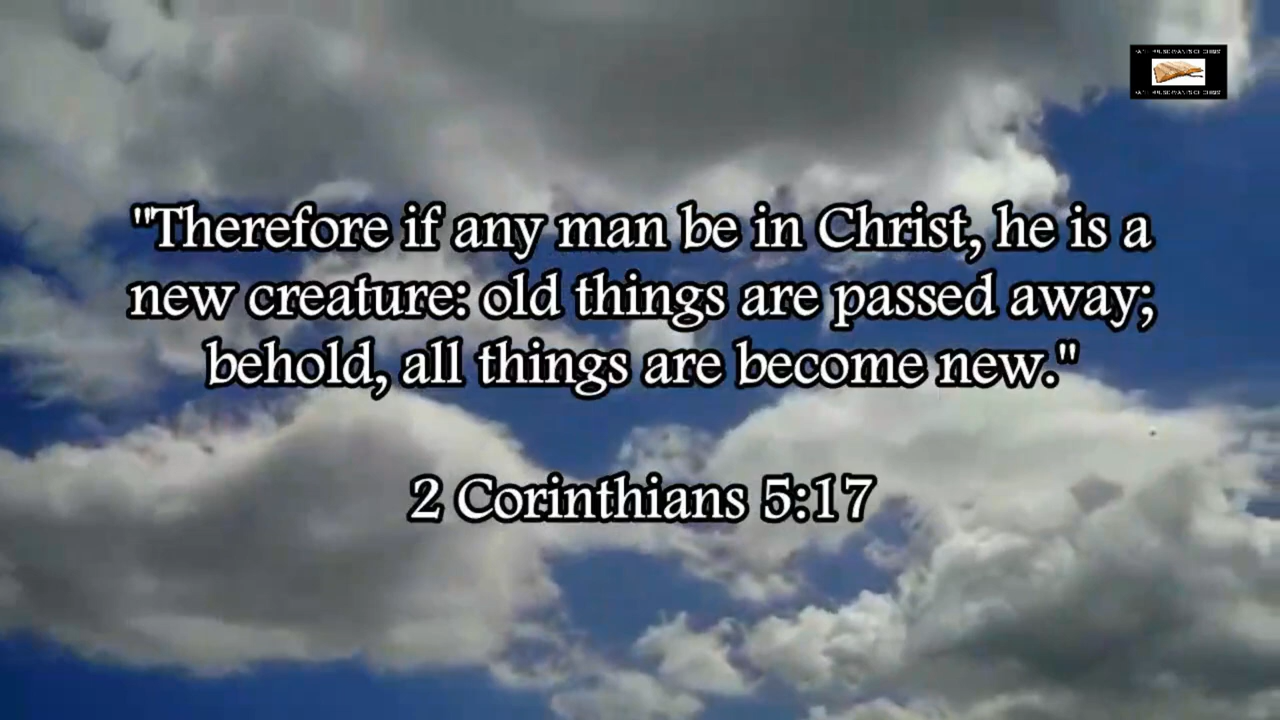 "Therefore if any man be in Christ, he is a
new creature: old things are passed away;
behold, all things are become new."
2 Corinthians 5:17